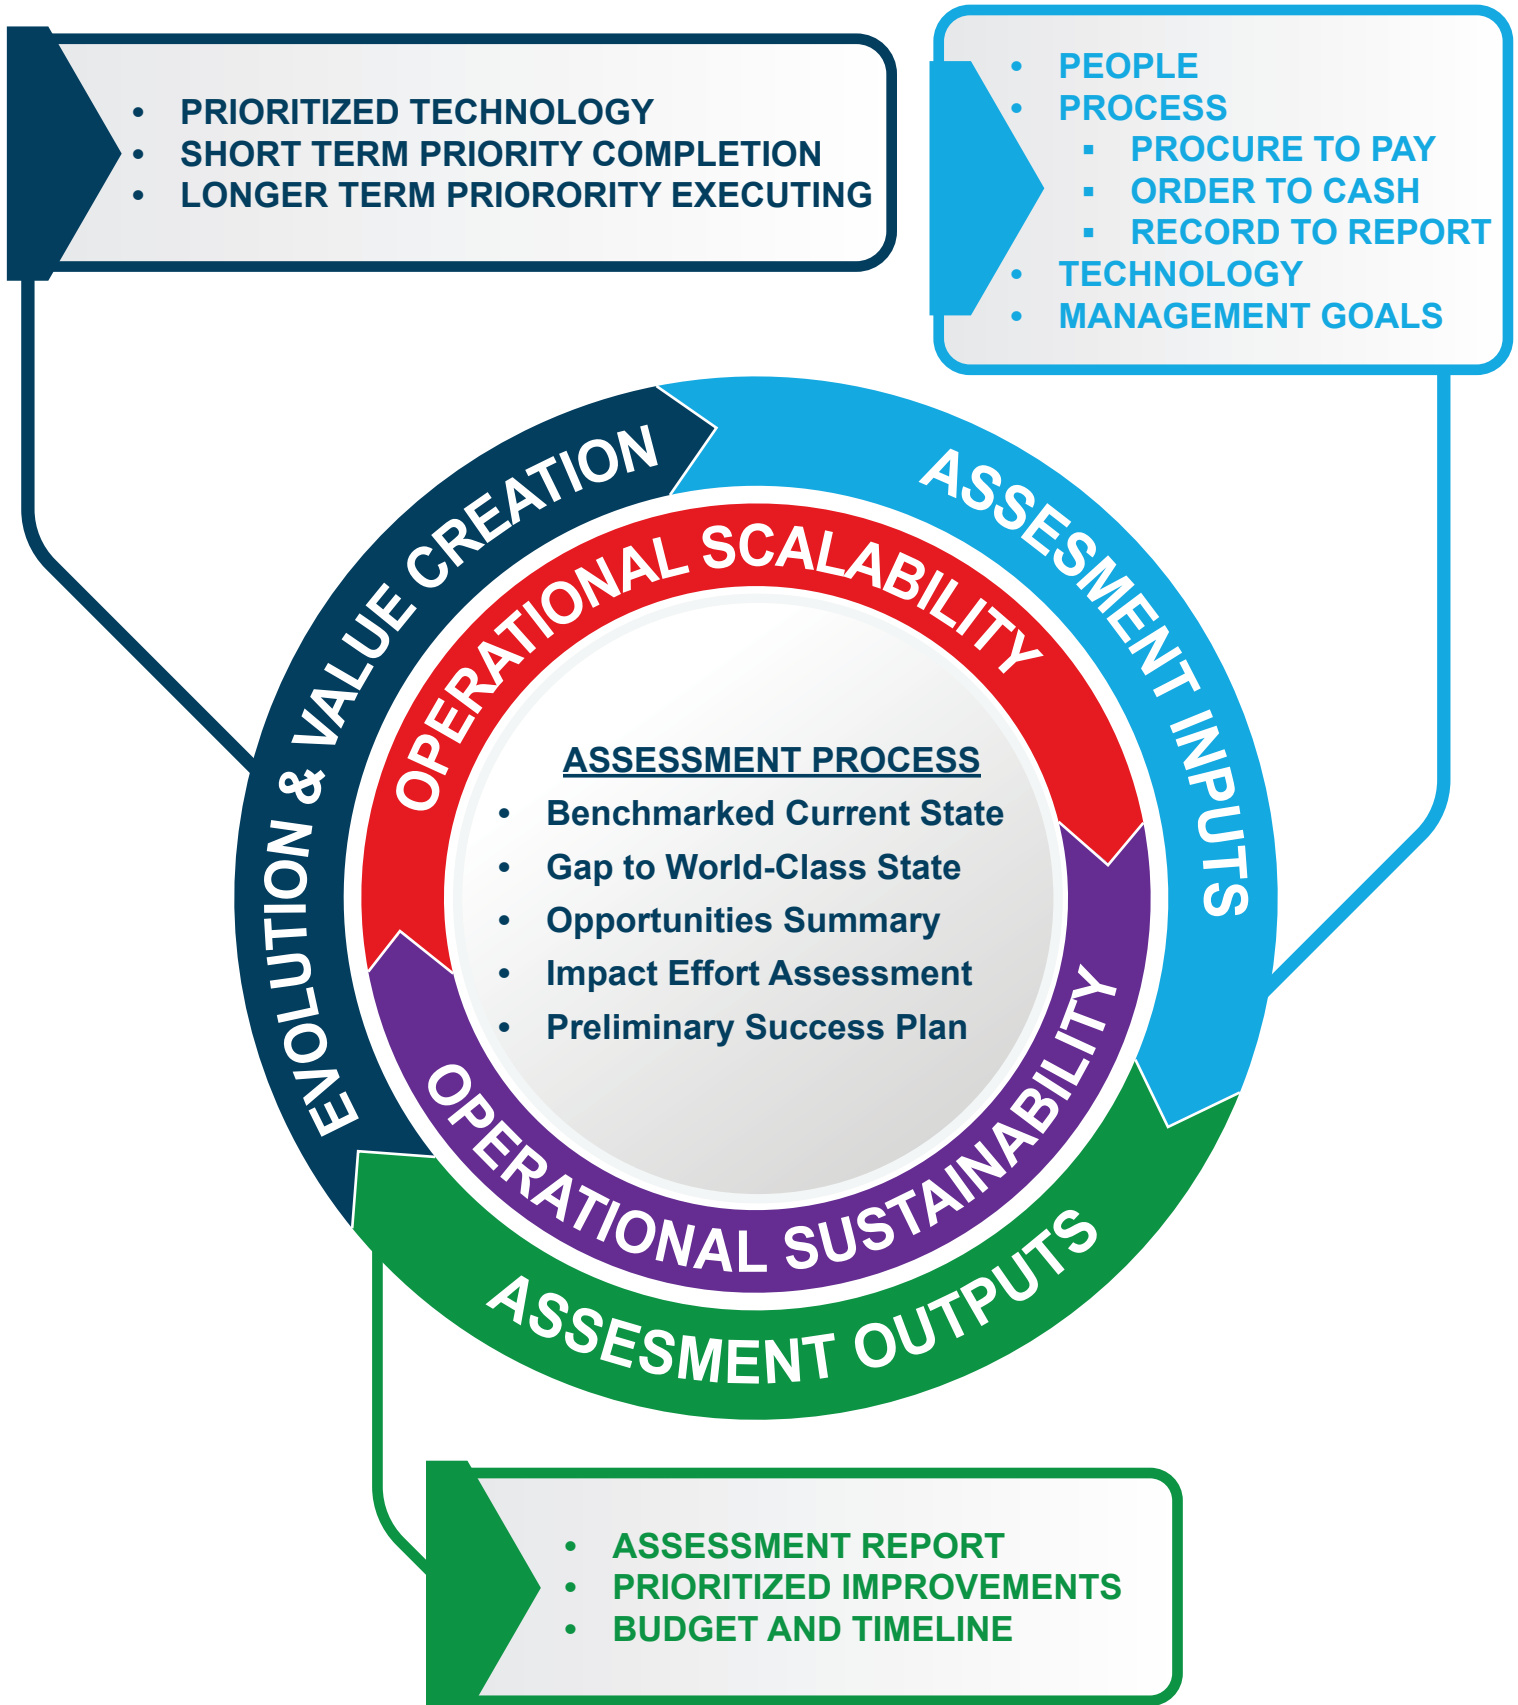 • PRIORITIZED TECHNOLOGY
• SHORT TERM PRIORITY COMPLETION
• LONGER TERM PRIORORITY EXECUTING
• PEOPLE
• PROCESS
▪ PROCURE TO PAY
▪ ORDER TO CASH
▪ RECORD TO REPORT
• TECHNOLOGY
• MANAGEMENT GOALS
EVOLUTION & VALUE CREATION
ASSESMENT INPUTS
OPERATIONAL SCALABILITY
ASSESSMENT PROCESS
• Benchmarked Current State
• Gap to World-Class State
• Opportunities Summary
• Impact Effort Assessment
• Preliminary Success Plan
OPERATIONAL SUSTAINABILITY
ASSESMENT OUTPUTS
• ASSESSMENT REPORT
• PRIORITIZED IMPROVEMENTS
• BUDGET AND TIMELINE